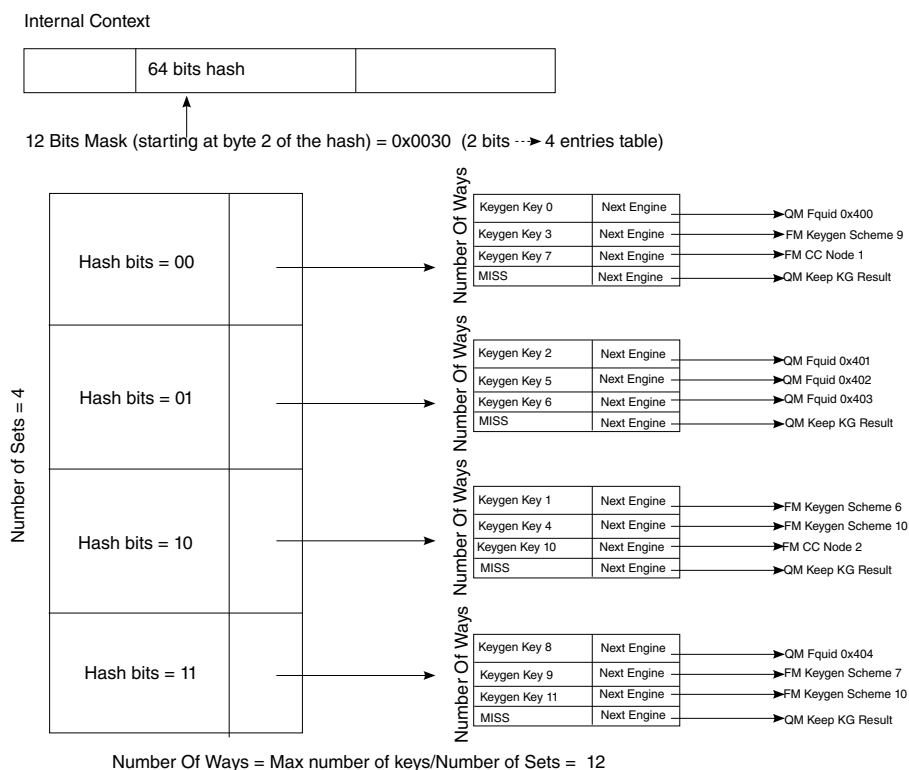 Internal Context
64 bits hash
12 Bits Mask (starting at byte 2 of the hash) = 0x0030 (2 bits ---> 4 entries table)
Number of Sets = 4
Hash bits = 00
Number Of Ways
Keygen Key 0 Next Engine QM Fquid 0x400
Keygen Key 3 Next Engine FM Keygen Scheme 9
Keygen Key 7 Next Engine FM CC Node 1
MISS Next Engine QM Keep KG Result
Hash bits = 01
Number Of Ways
Keygen Key 2 Next Engine QM Fquid 0x401
Keygen Key 5 Next Engine QM Fquid 0x402
Keygen Key 6 Next Engine QM Fquid 0x403
MISS Next Engine QM Keep KG Result
Hash bits = 10
Number Of Ways
Keygen Key 1 Next Engine FM Keygen Scheme 6
Keygen Key 4 Next Engine FM Keygen Scheme 10
Keygen Key 10 Next Engine FM CC Node 2
MISS Next Engine QM Keep KG Result
Hash bits = 11
Number Of Ways
Keygen Key 8 Next Engine QM Fquid 0x404
Keygen Key 9 Next Engine FM Keygen Scheme 7
Keygen Key 11 Next Engine FM Keygen Scheme 10
MISS Next Engine QM Keep KG Result
Number Of Ways = Max number of keys/Number of Sets = 12